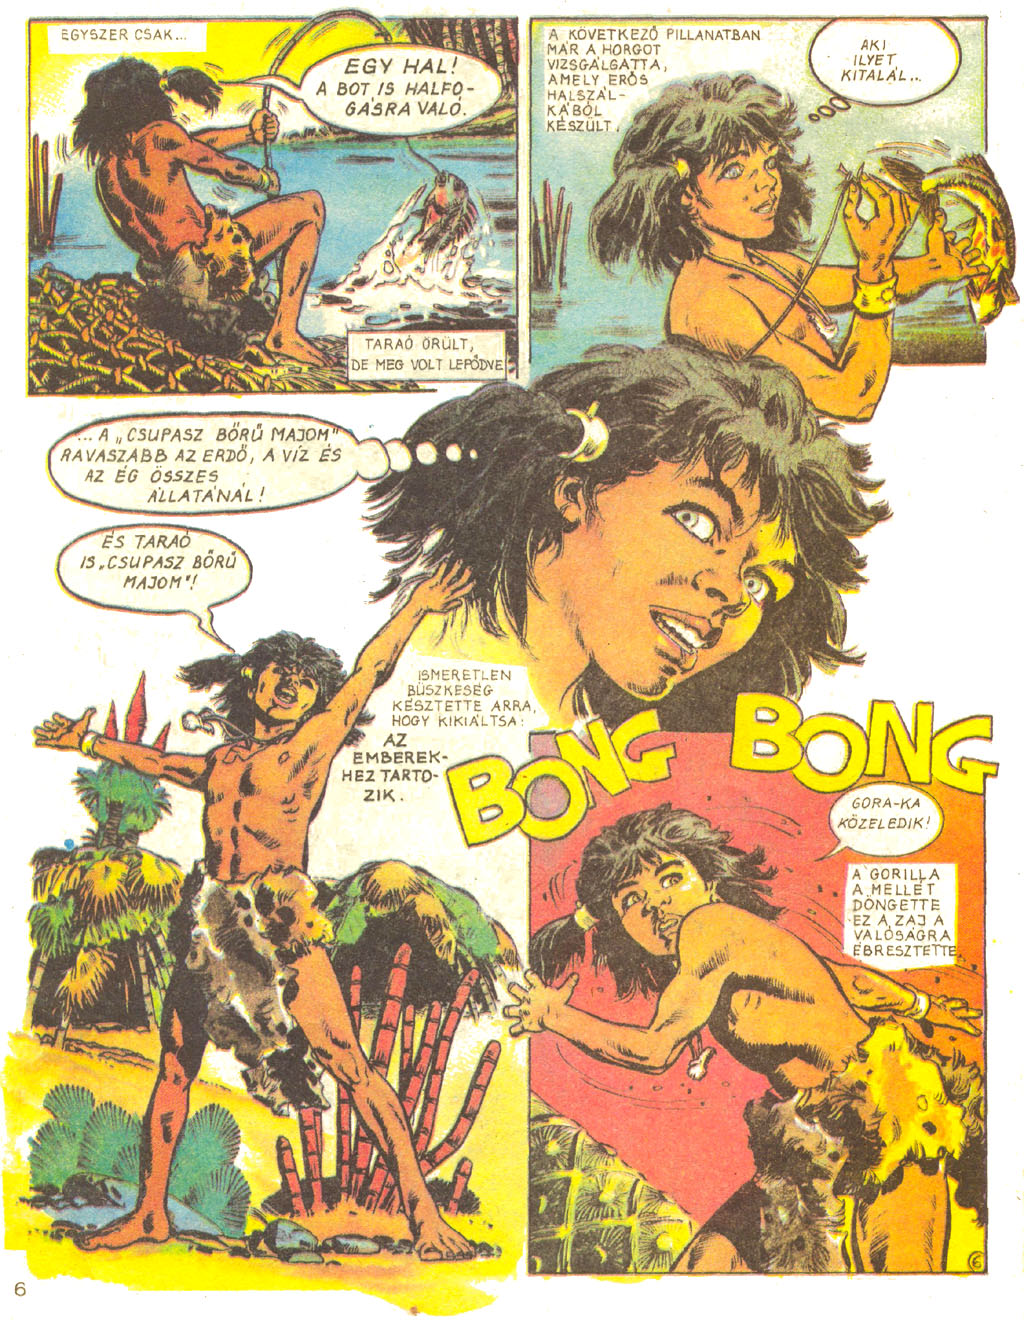 EGYSZER CSAK...
EGY HAL!
A BOT IS HALFO-
GÁSRA VALÓ.
TARAÓ ÖRÜLT,
DE MEG VOLT LEPŐDVE
A KÖVETKEZŐ PILLANATBAN
MÁR A HORGOT
VIZSGÁLGATTA,
AMELY ERŐS
HALSZÁL-
KÁBÓL
KÉSZÜLT.
AKI
ILYET
KITALÁL...
... A „CSUPASZ BŐRŰ MAJOM"
RAVASZABB AZ ERDŐ, A VÍZ ÉS
AZ ÉG ÖSSZES
ÁLLATÁNÁL!
ÉS TARAÓ
IS „CSUPASZ BŐRŰ
MAJOM"!
ISMERETLEN
BÜSZKESÉG
KÉSZTETTE ARRA,
HOGY KIKIÁLTSA:
AZ
EMBEREK-
HEZ TARTO-
ZIK.
BONG BONG
GORA-KA
KÖZELEDIK!
A GORILLA
A MELLÉT
DÖNGETTE
EZ A ZAJ A
VALÓSÁGRA
ÉBRESZTETTE
6
6